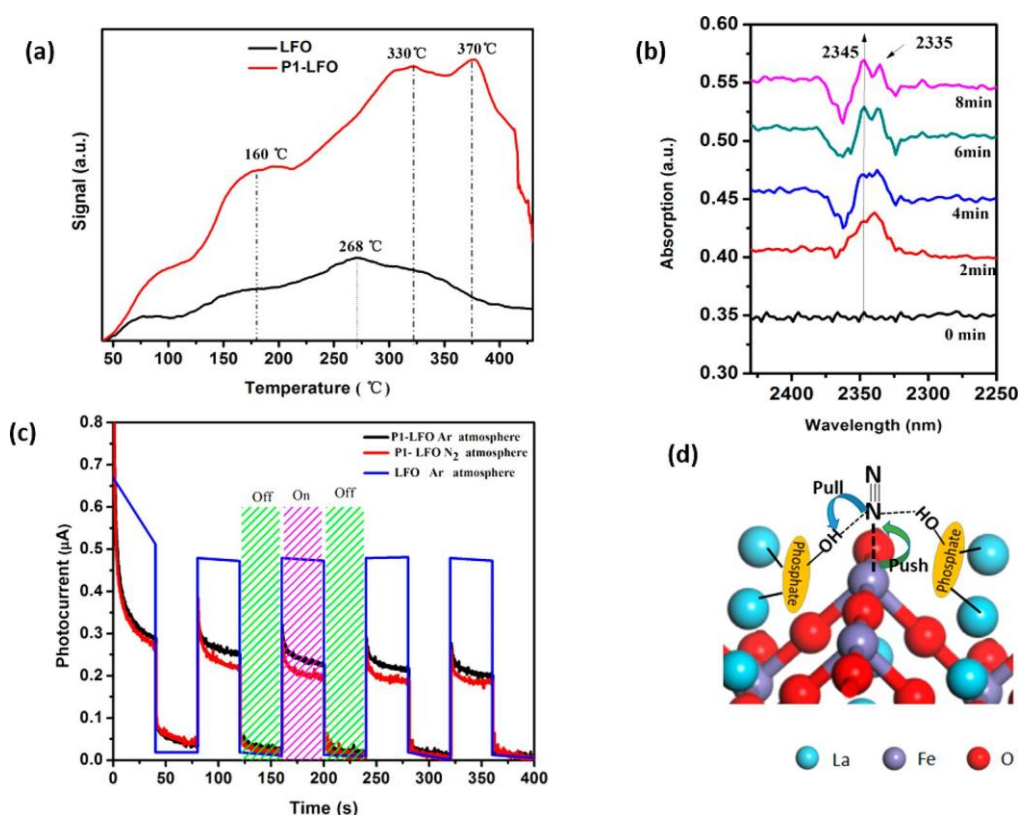 (a)
LFO
P1-LFO
330℃
370℃
160 ℃
268 ℃
Signal (a.u.)
50 100 150 200 250 300 350 400
Temperature ( ℃)
(b)
0.60
0.55
0.50
0.45
0.40
0.35
0.30
2345
2335
8min
6min
4min
2min
0 min
Absorption (a.u.)
2400 2350 2300 2250
Wavelength (nm)
(c)
0.8
0.7
0.6
0.5
0.4
0.3
0.2
0.1
0.0
P1-LFO Ar atmosphere
P1- LFO N₂ atmosphere
LFO Ar atmosphere
Off On Off
Photocurrent (μA)
0 50 100 150 200 250 300 350 400
Time (s)
(d)
N
N
Pull
HO
OH
Push
Phosphate
Phosphate
La Fe O